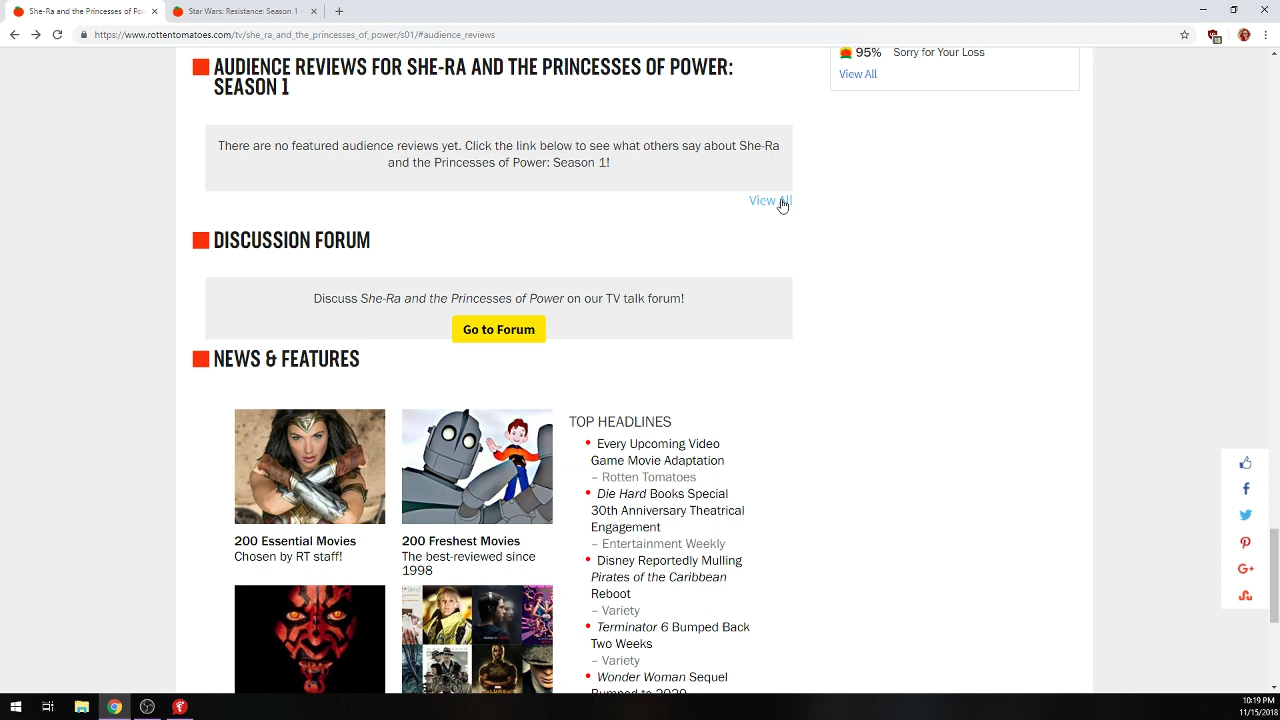 She-Ra and the Princesses of Po
Star Wars: Resistance: Season 1 -
https://www.rottentomatoes.com/tv/she_ra_and_the_princesses_of_power/s01/#audience_reviews
95% Sorry for Your Loss
View All
AUDIENCE REVIEWS FOR SHE-RA AND THE PRINCESSES OF POWER:
SEASON 1
There are no featured audience reviews yet. Click the link below to see what others say about She-Ra
and the Princesses of Power: Season 1!
View All
DISCUSSION FORUM
Discuss She-Ra and the Princesses of Power on our TV talk forum!
Go to Forum
NEWS & FEATURES
TOP HEADLINES
Every Upcoming Video
Game Movie Adaptation
– Rotten Tomatoes
Die Hard Books Special
30th Anniversary Theatrical
Engagement
– Entertainment Weekly
Disney Reportedly Mulling
Pirates of the Caribbean
Reboot
– Variety
Terminator 6 Bumped Back
Two Weeks
– Variety
Wonder Woman Sequel
Bumped to 2020
200 Essential Movies
Chosen by RT staff!
200 Freshest Movies
The best-reviewed since
1998
10:19 PM
11/15/2018